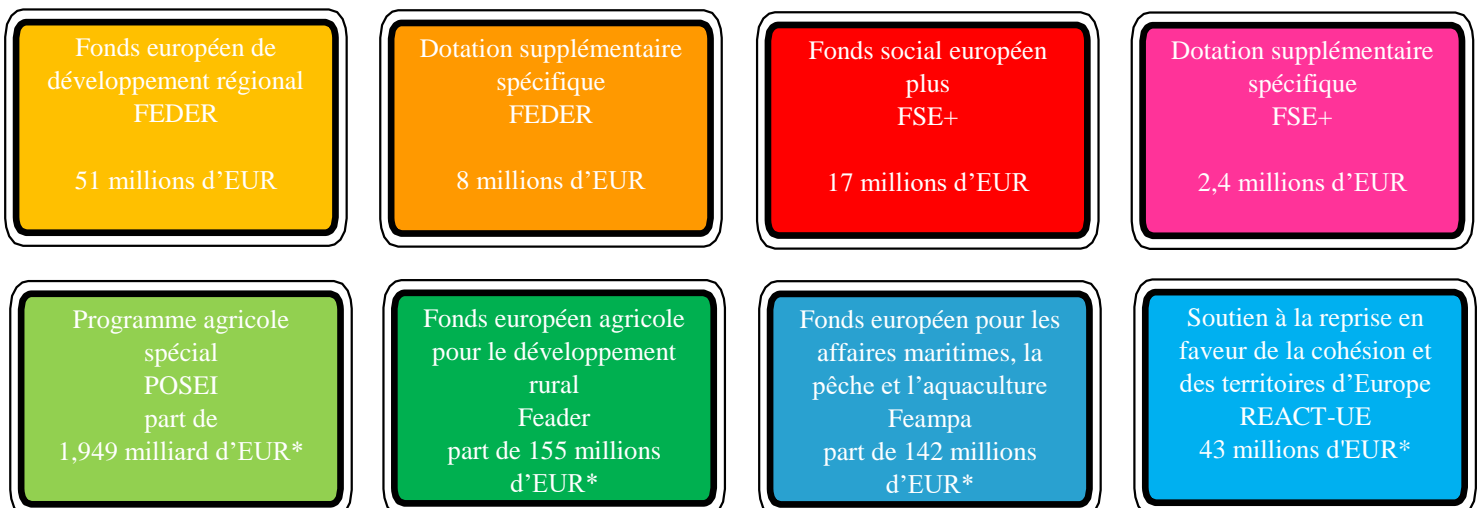 Fonds européen de
développement régional
FEDER
51 millions d’EUR
Dotation supplémentaire
spécifique
FEDER
8 millions d’EUR
Fonds social européen
plus
FSE+
17 millions d’EUR
Dotation supplémentaire
spécifique
FSE+
2,4 millions d’EUR
Programme agricole
spécial
POSEI
part de
1,949 milliard d’EUR*
Fonds européen agricole
pour le développement
rural
Feader
part de 155 millions
d’EUR*
Fonds européen pour les
affaires maritimes, la
pêche et l’aquaculture
Feampa
part de 142 millions
d’EUR*
Soutien à la reprise en
faveur de la cohésion et
des territoires d’Europe
REACT-UE
43 millions d'EUR*